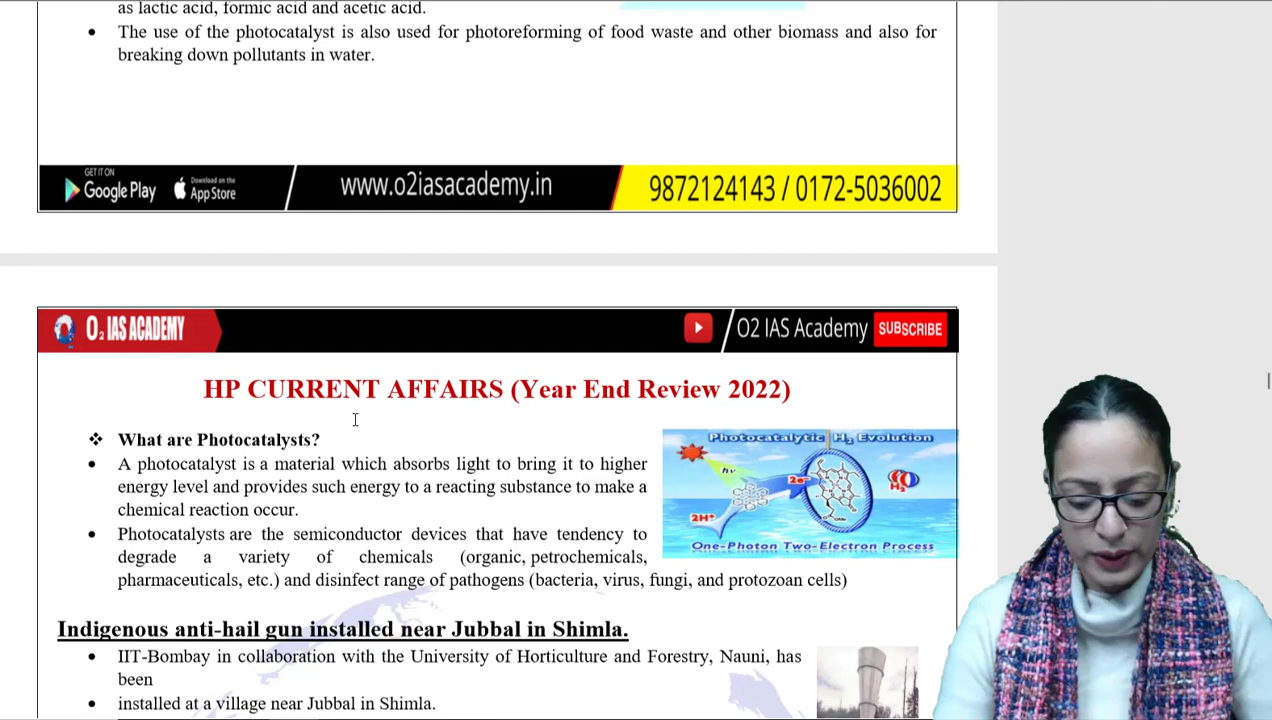 as lactic acid, formic acid and acetic acid.
• The use of the photocatalyst is also used for photoreforming of food waste and other biomass and also for
breaking down pollutants in water.
GET IT ON
Google Play
Download on the
App Store
www.o2iasacademy.in
9872124143 / 0172-5036002
O2 IAS ACADEMY
O2 IAS Academy
SUBSCRIBE
HP CURRENT AFFAIRS (Year End Review 2022)
❖ What are Photocatalysts?
• A photocatalyst is a material which absorbs light to bring it to higher
energy level and provides such energy to a reacting substance to make a
chemical reaction occur.
• Photocatalysts are the semiconductor devices that have tendency to
degrade a variety of chemicals (organic, petrochemicals,
pharmaceuticals, etc.) and disinfect range of pathogens (bacteria, virus, fungi, and protozoan cells)
Photocatalytic H2 Evolution
hν
2e-
H2
2H+
One-Photon Two-Electron Process
Indigenous anti-hail gun installed near Jubbal in Shimla.
• IIT-Bombay in collaboration with the University of Horticulture and Forestry, Nauni, has
been
• installed at a village near Jubbal in Shimla.